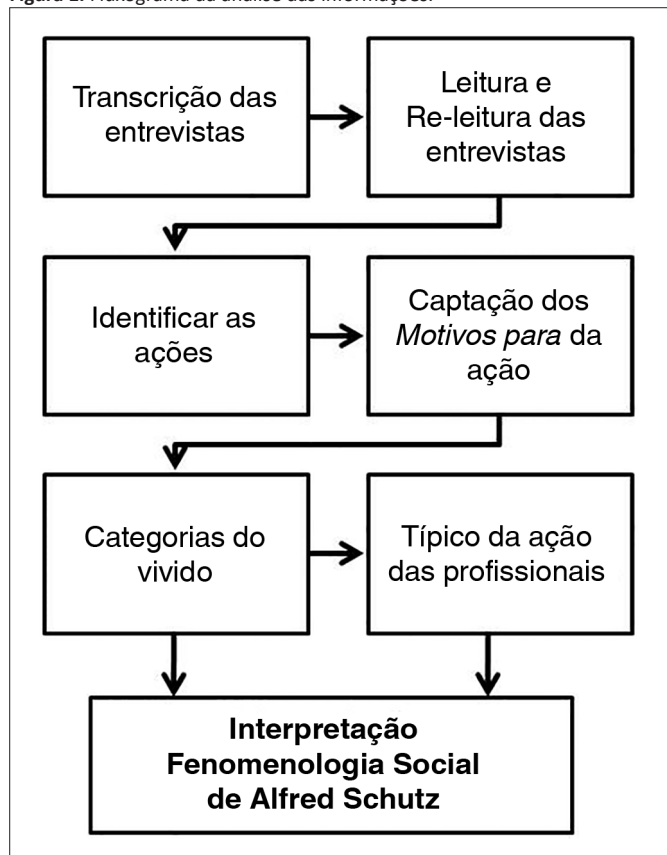 Transcrição das
entrevistas
Leitura e
Re-leitura das
entrevistas
Identificar as
ações
Captação dos
Motivos para da
ação
Categorias do
vivido
Típico da ação
das profissionais
Interpretação
Fenomenologia Social
de Alfred Schutz